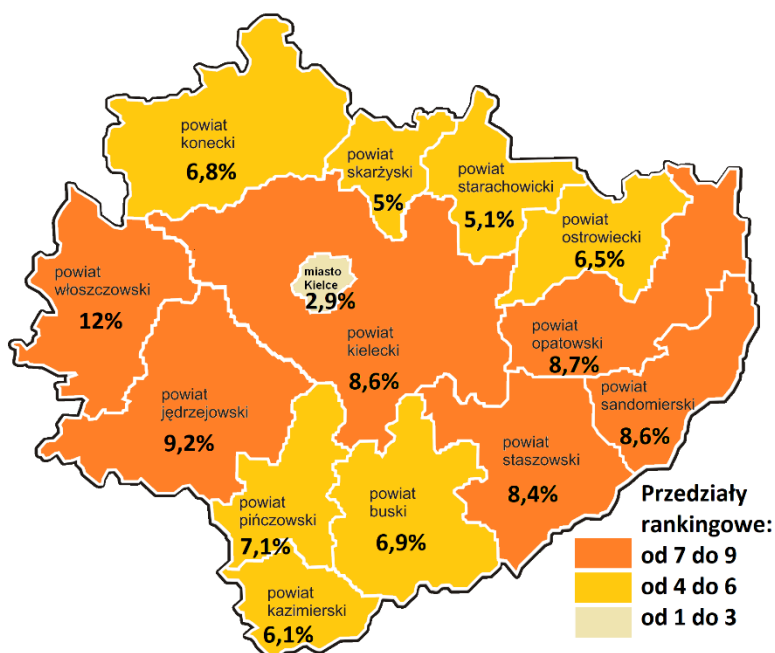 powiat
konecki
6,8%
powiat
skarżyski
5%
powiat
starachowicki
5,1%
powiat
ostrowiecki
6,5%
powiat
włoszczowski
12%
miasto
Kielce
2,9%
powiat
kielecki
8,6%
powiat
opatowski
8,7%
powiat
jędrzejowski
9,2%
powiat
sandomierski
8,6%
powiat
staszowski
8,4%
powiat
pińczowski
7,1%
powiat
buski
6,9%
powiat
kazimierski
6,1%
Przedziały
rankingowe:
od 7 do 9
od 4 do 6
od 1 do 3